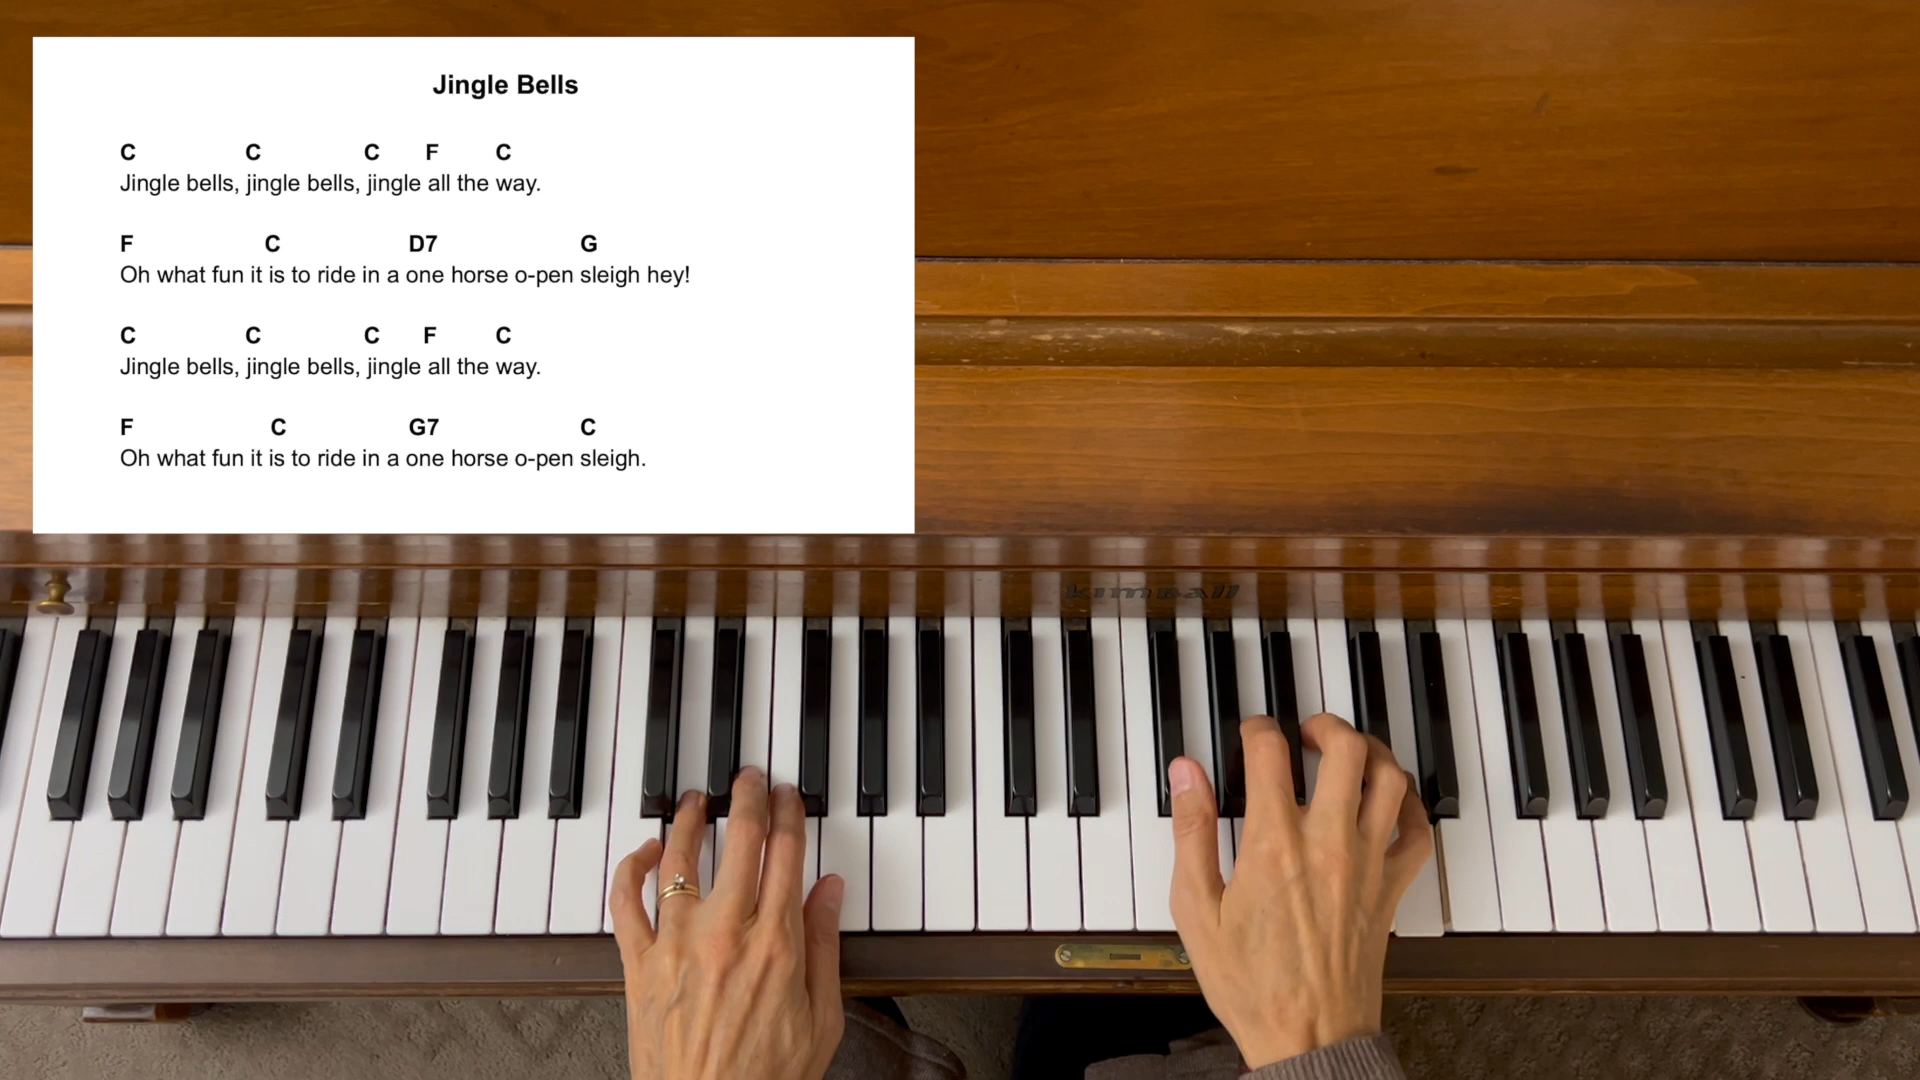 Jingle Bells
C C C F C
Jingle bells, jingle bells, jingle all the way.
F C D7 G
Oh what fun it is to ride in a one horse o-pen sleigh hey!
C C C F C
Jingle bells, jingle bells, jingle all the way.
F C G7 C
Oh what fun it is to ride in a one horse o-pen sleigh.
Kimball